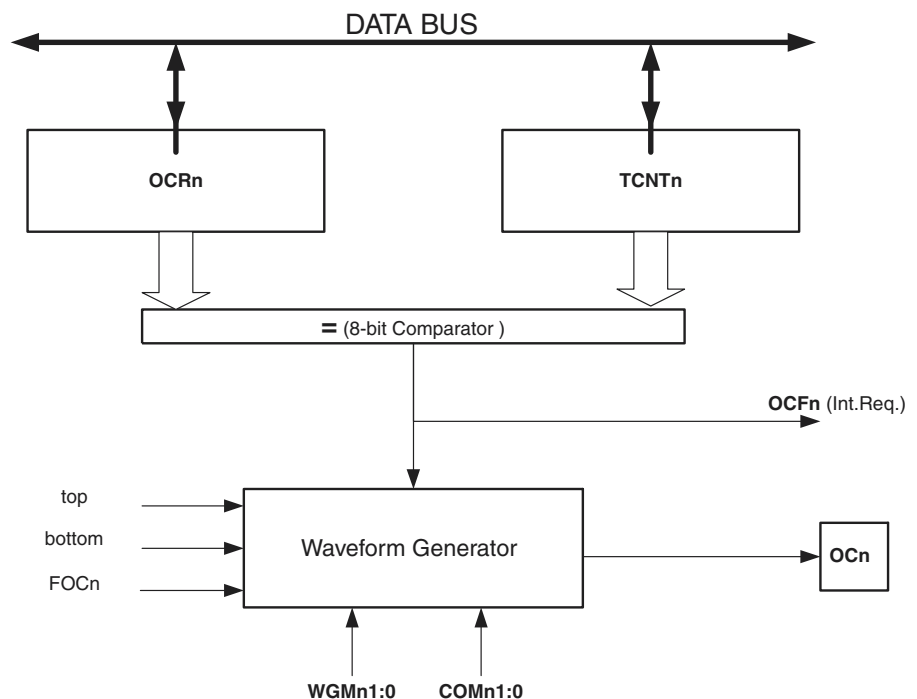 DATA BUS
OCRn
TCNTn
= (8-bit Comparator )
OCFn (Int.Req.)
top
bottom
FOCn
Waveform Generator
OCn
WGMn1:0
COMn1:0